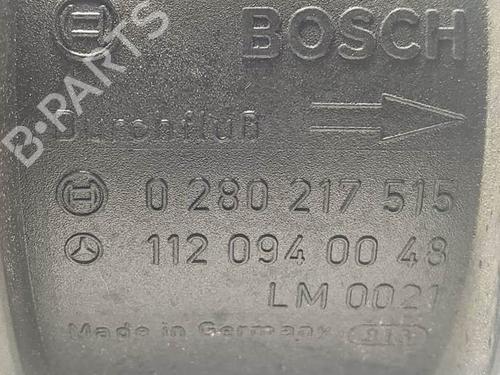 BOSCH
Durchfluß
0 280 217 515
112 094 00 48
LM 0021
Made in Germany
B-PARTS